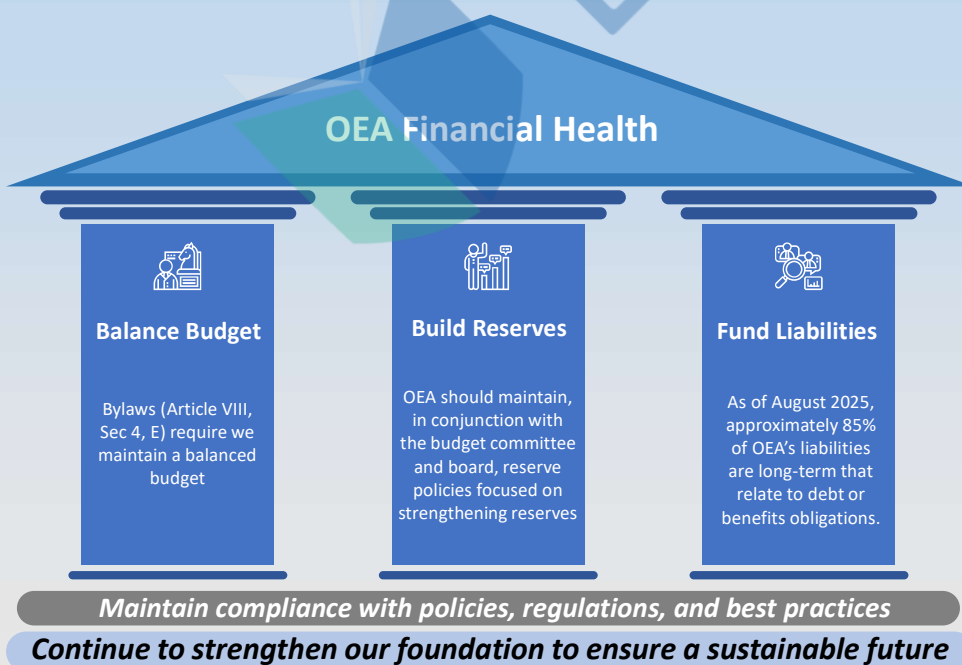 OEA Financial Health
Balance Budget
Bylaws (Article VIII,
Sec 4, E) require we
maintain a balanced
budget
Build Reserves
OEA should maintain,
in conjunction with
the budget committee
and board, reserve
policies focused on
strengthening reserves
Fund Liabilities
As of August 2025,
approximately 85%
of OEA’s liabilities
are long-term that
relate to debt or
benefits obligations.
Maintain compliance with policies, regulations, and best practices
Continue to strengthen our foundation to ensure a sustainable future